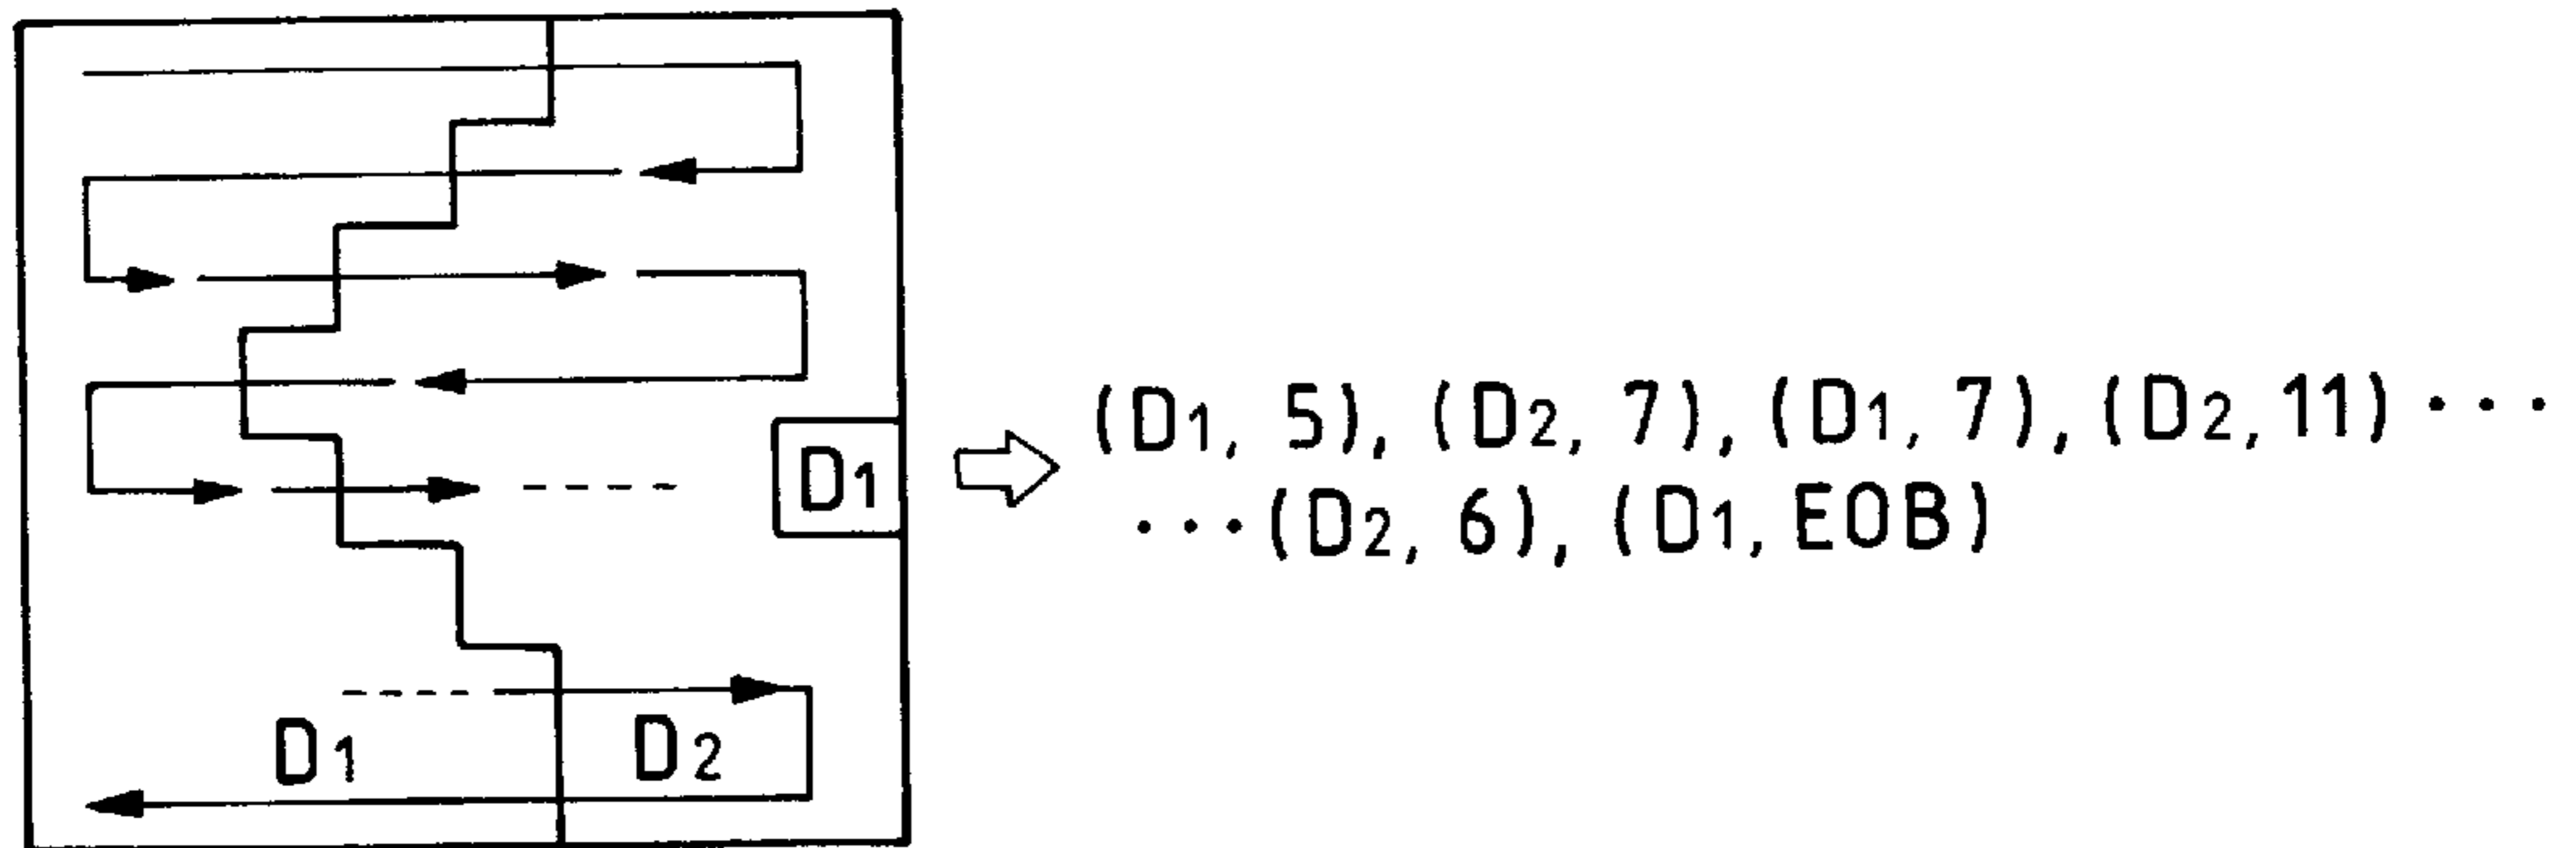 D1
(D1, 5), (D2, 7), (D1, 7), (D2, 11) ···
···(D2, 6), (D1, EOB)
D1 D2